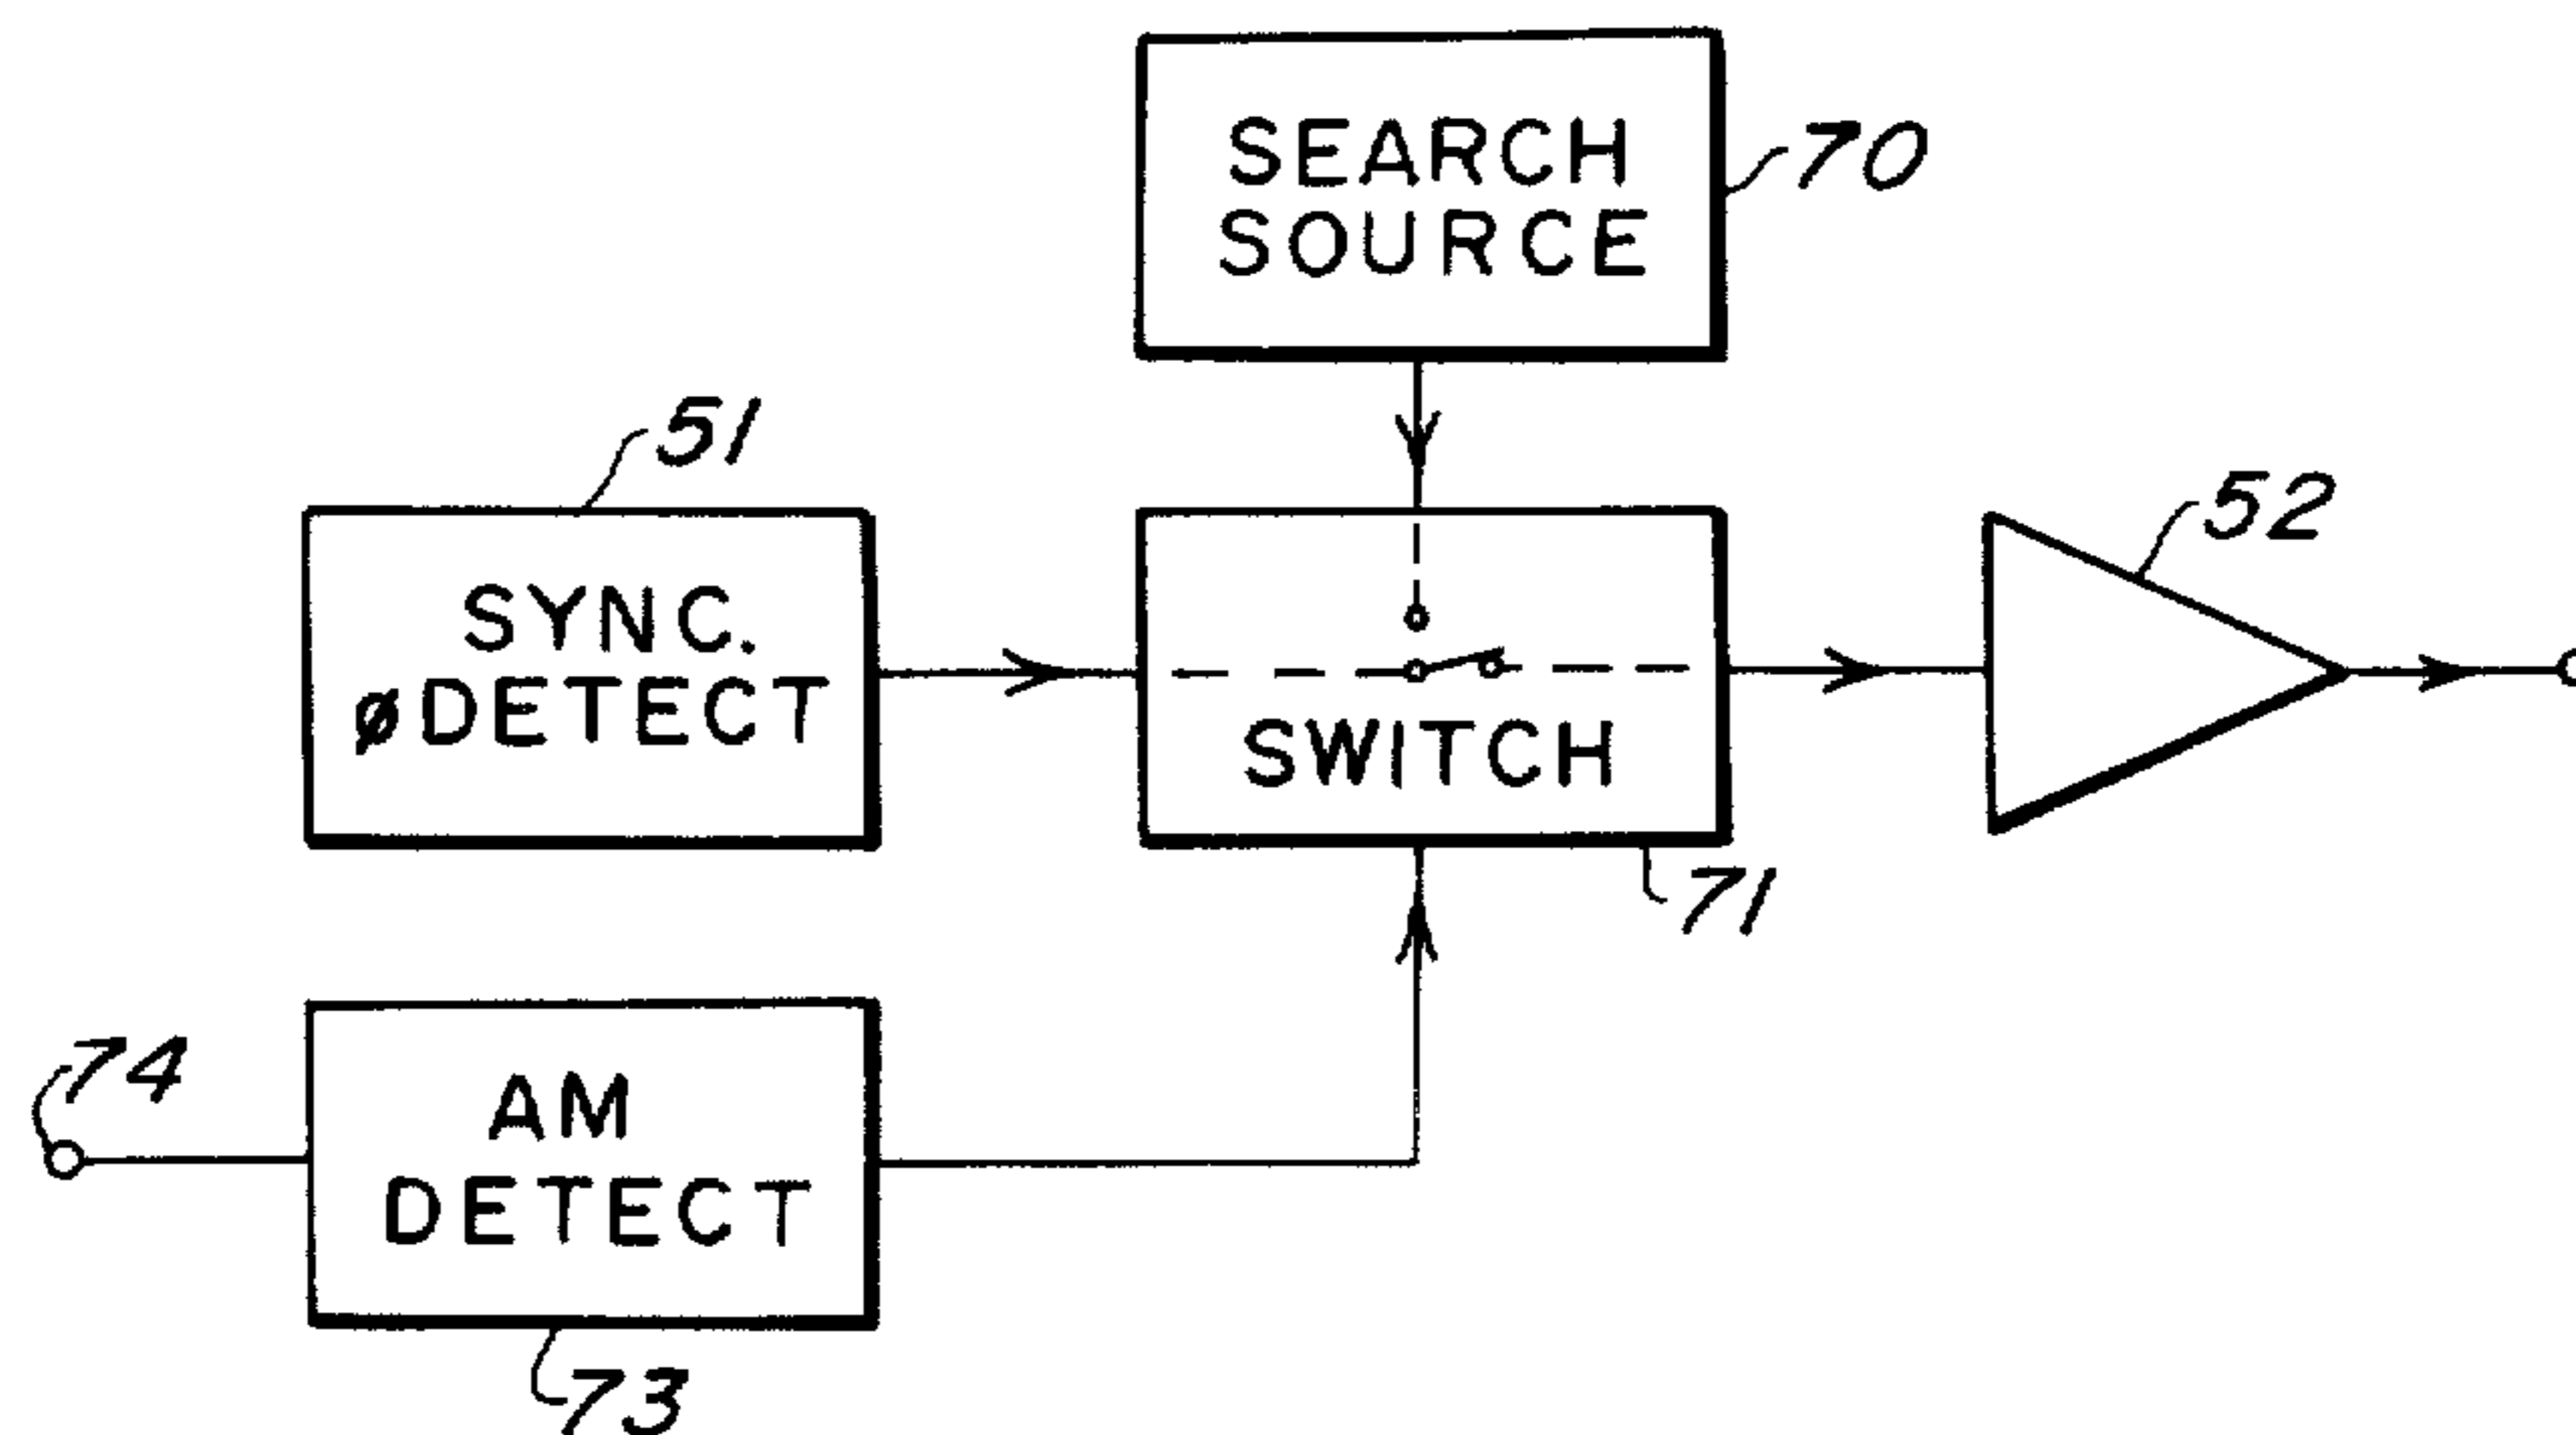 SEARCH
SOURCE
70
51
SYNC.
øDETECT
SWITCH
71
52
74
AM
DETECT
73